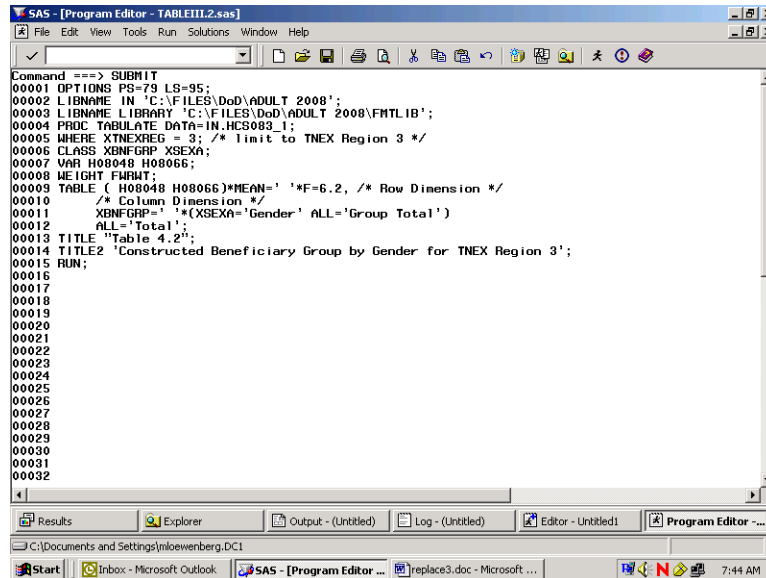 SAS - [Program Editor - TABLEIII.2.sas]
File Edit View Tools Run Solutions Window Help
Command ===> SUBMIT
00001 OPTIONS PS=79 LS=95;
00002 LIBNAME IN 'C:\FILES\DoD\ADULT 2008';
00003 LIBNAME LIBRARY 'C:\FILES\DoD\ADULT 2008\FMTLIB';
00004 PROC TABULATE DATA=IN.HCS083_1;
00005 WHERE XTNEXREG = 3; /* limit to TNEX Region 3 */
00006 CLASS XBNFGRP XSEXA;
00007 VAR H08048 H08066;
00008 WEIGHT FWRWT;
00009 TABLE ( H08048 H08066)*MEAN=' '*F=6.2, /* Row Dimension */
00010 /* Column Dimension */
00011 XBNFGRP=' '*(XSEXA='Gender' ALL='Group Total')
00012 ALL='Total';
00013 TITLE "Table 4.2";
00014 TITLE2 'Constructed Beneficiary Group by Gender for TNEX Region 3';
00015 RUN;
00016
00017
00018
00019
00020
00021
00022
00023
00024
00025
00026
00027
00028
00029
00030
00031
00032
Results Explorer Output - (Untitled) Log - (Untitled) Editor - Untitled1 Program Editor -...
C:\Documents and Settings\mloewenberg.DC1
Start Inbox - Microsoft Outlook SAS - [Program Editor ... replace3.doc - Microsoft ... 7:44 AM